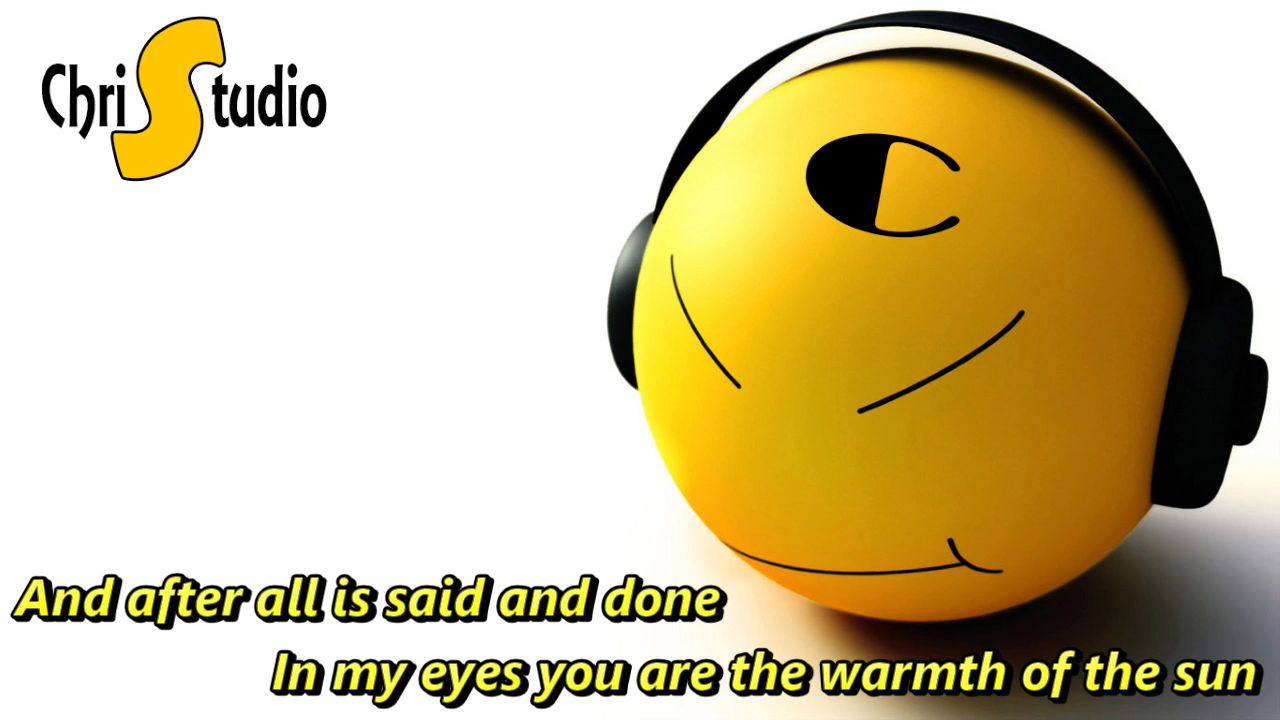 ChriStudio
C
And after all is said and done
In my eyes you are the warmth of the sun